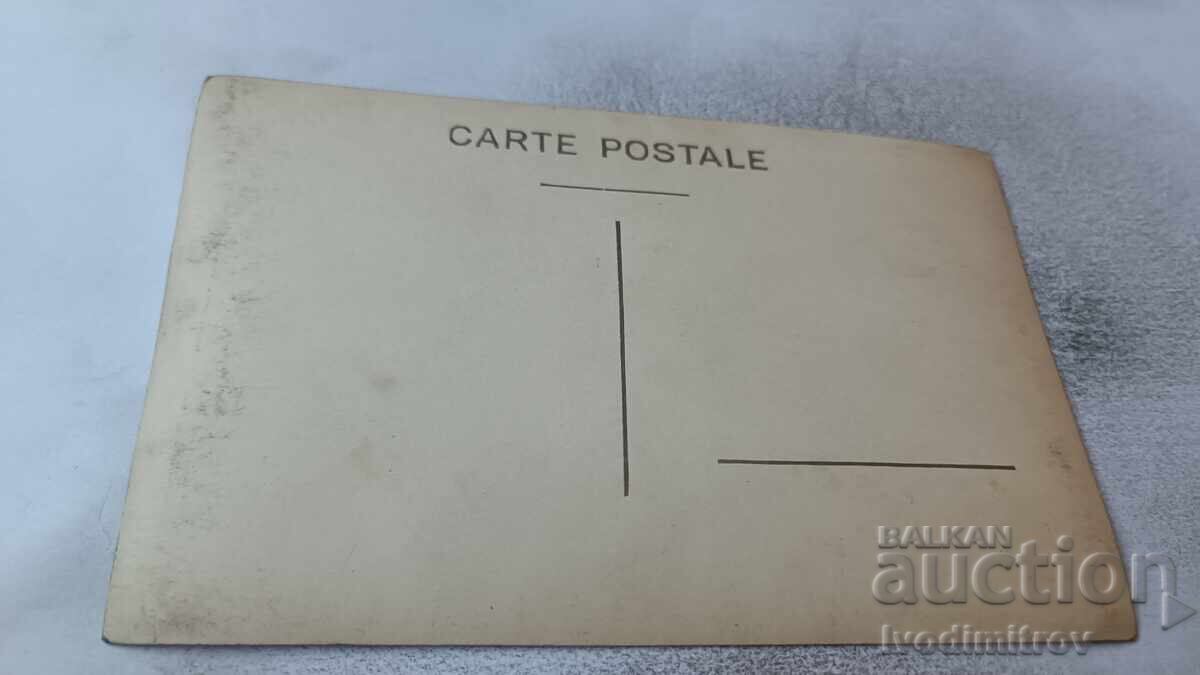 CARTE POSTALE
BALKAN
auction
Ivodimitrov